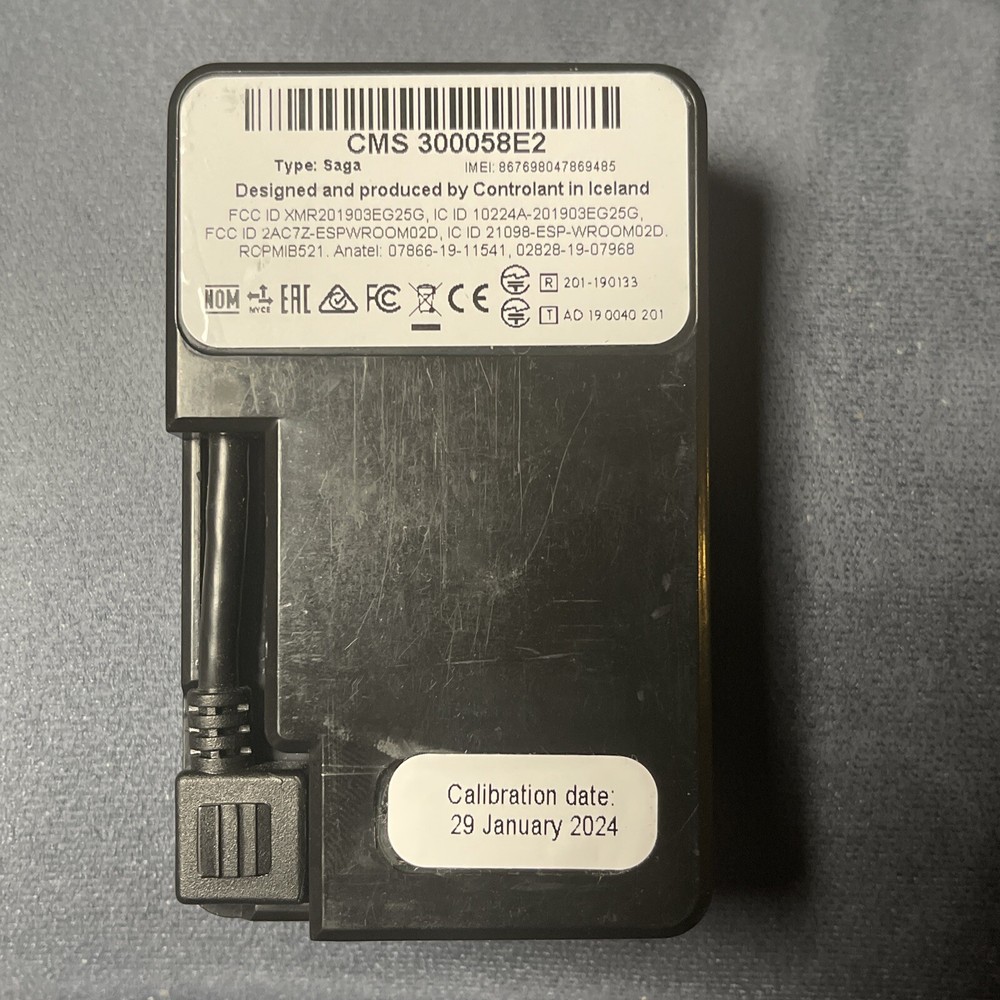 CMS 300058E2
Type: Saga IMEI: 867698047869485
Designed and produced by Controlant in Iceland
FCC ID XMR201903EG25G, IC ID 10224A-201903EG25G,
FCC ID 2AC7Z-ESPWROOM02D, IC ID 21098-ESP-WROOM02D.
RCPMIB521. Anatel: 07866-19-11541, 02828-19-07968
NOM NYCE EAC FC CE R 201-190133
T AD 19 0040 201
Calibration date:
29 January 2024